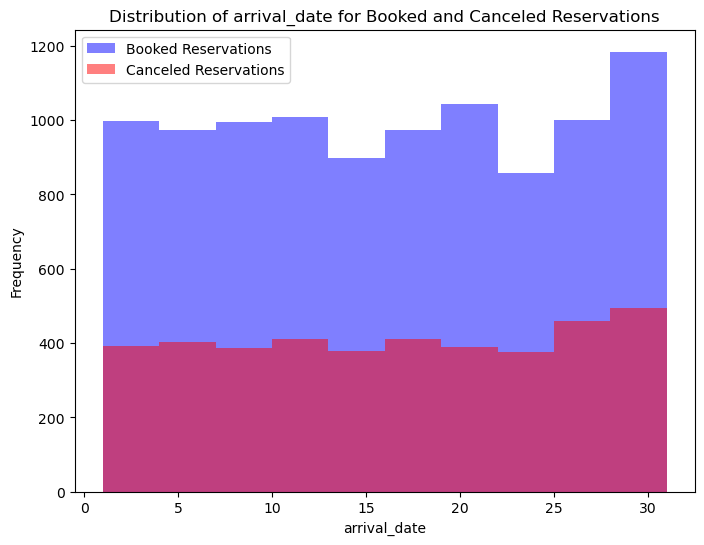 Distribution of arrival_date for Booked and Canceled Reservations
Booked Reservations
Canceled Reservations
1200
1000
800
600
400
200
0
Frequency
0 5 10 15 20 25 30
arrival_date